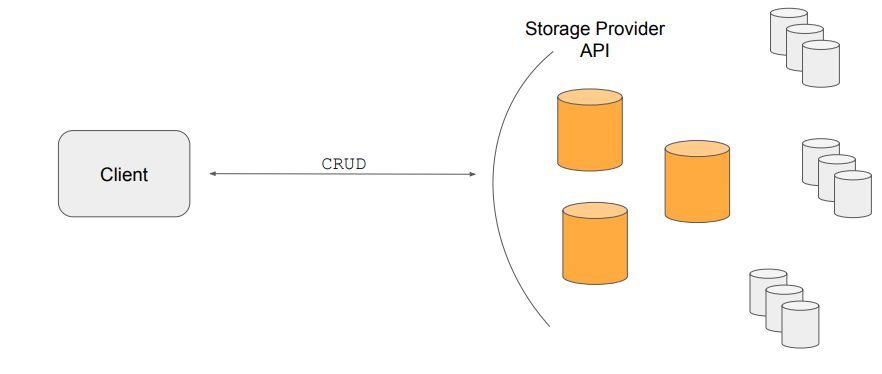 Storage Provider
API
Client
CRUD